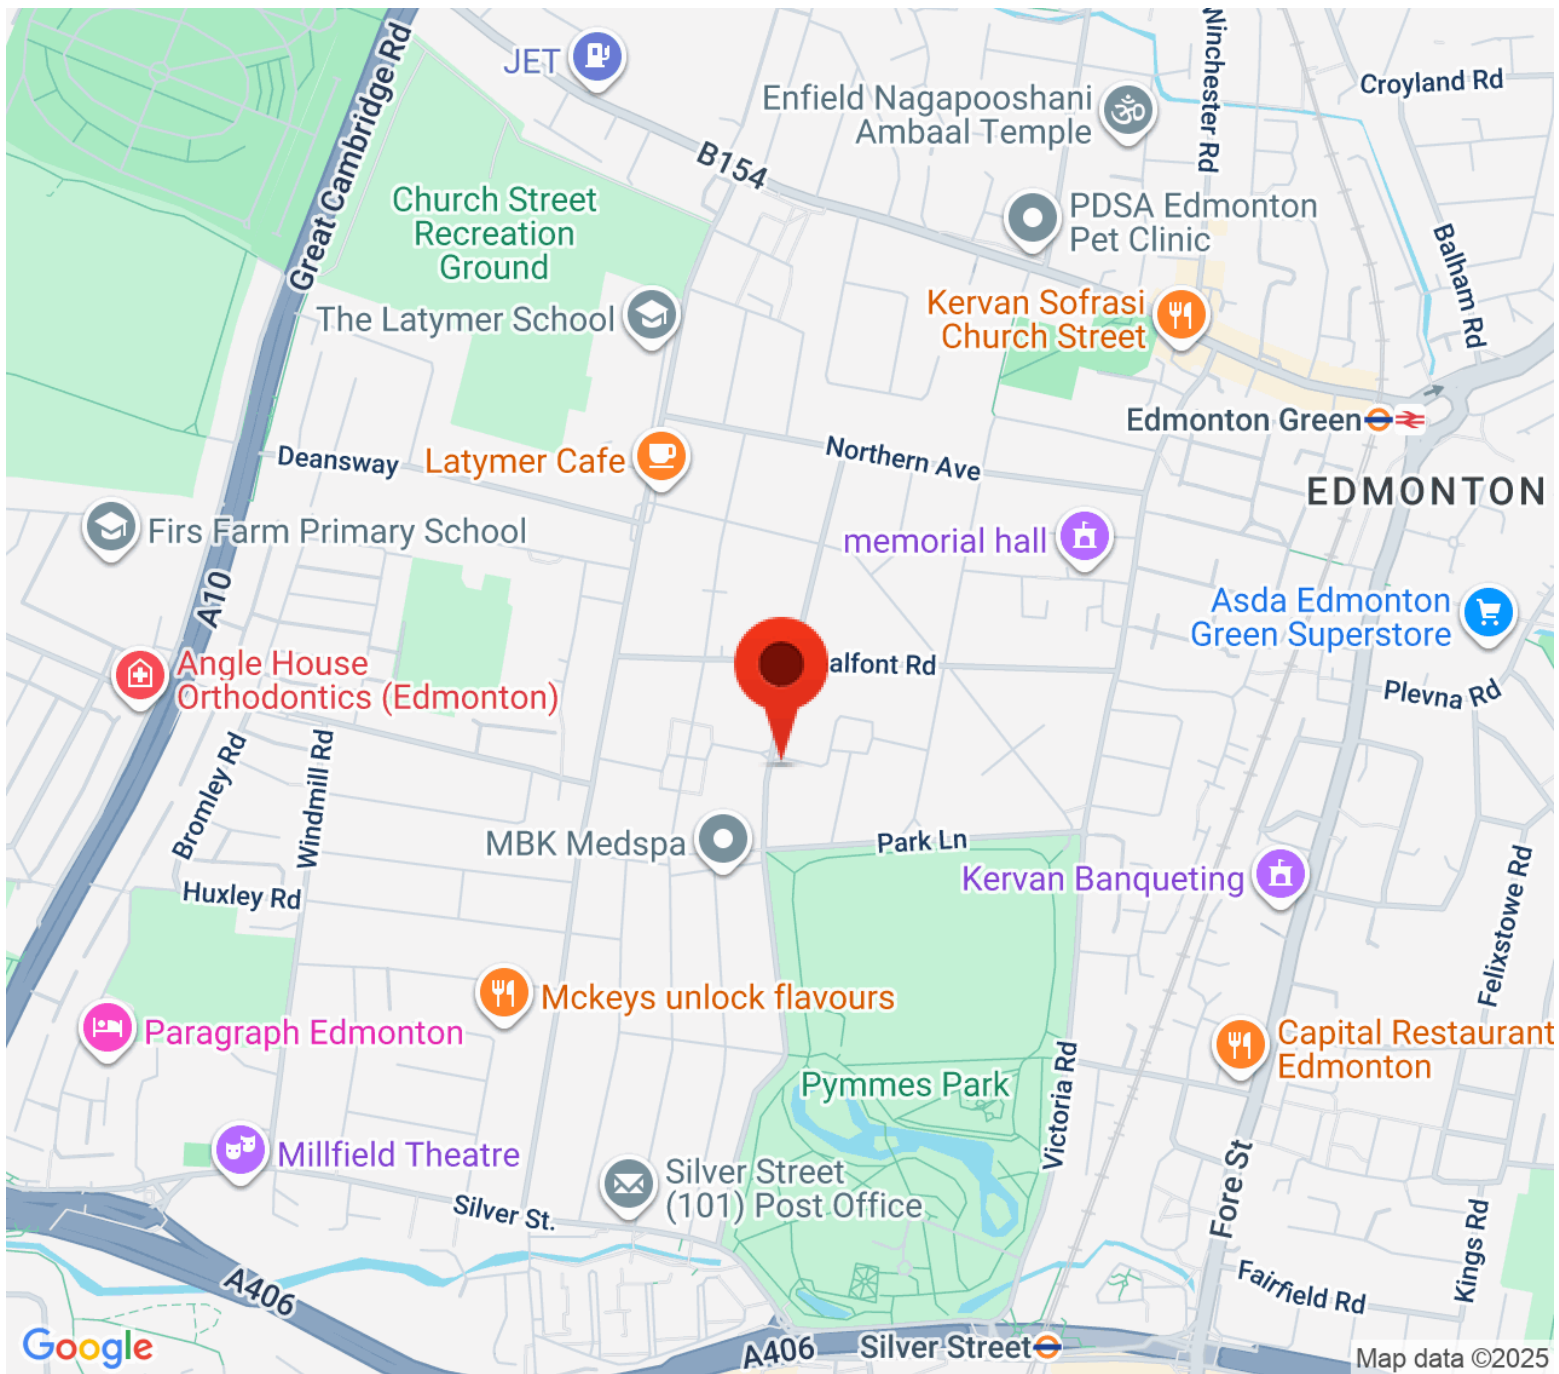 JET
Winchester Rd
Croyland Rd
Great Cambridge Rd
Enfield Nagapooshani
Ambaal Temple
B154
Church Street
Recreation
Ground
PDSA Edmonton
Pet Clinic
Balham Rd
The Latymer School
Kervan Sofrasi
Church Street
Edmonton Green
Deansway
Latymer Cafe
Northern Ave
EDMONTON
Firs Farm Primary School
memorial hall
A10
Asda Edmonton
Green Superstore
Angle House
Orthodontics (Edmonton)
alfont Rd
Plevna Rd
Bromley Rd
Windmill Rd
MBK Medspa
Park Ln
Kervan Banqueting
Huxley Rd
Felixstowe Rd
Mckeys unlock flavours
Paragraph Edmonton
Capital Restaurant
Edmonton
Pymmes Park
Victoria Rd
Millfield Theatre
Silver Street
(101) Post Office
Silver St.
Fore St
Kings Rd
A406
Fairfield Rd
Google
A406
Silver Street
Map data ©2025